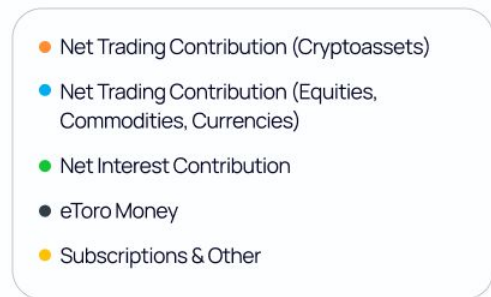 Net Trading Contribution (Cryptoassets)
Net Trading Contribution (Equities,
Commodities, Currencies)
Net Interest Contribution
eToro Money
Subscriptions & Other